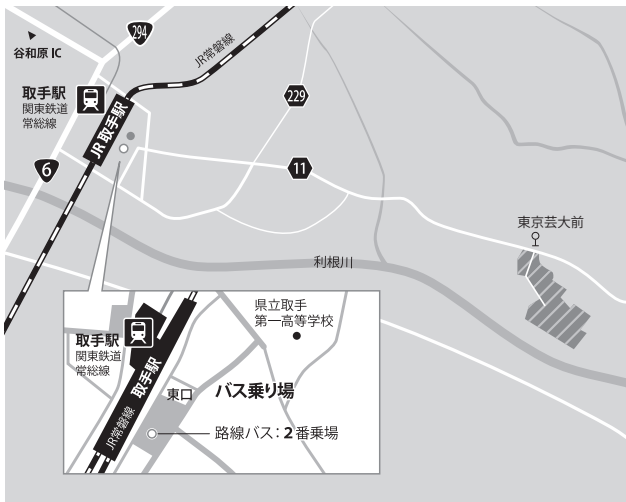 294
谷和原 IC
JR常磐線
取手駅
関東鉄道
常総線
229
JR 取手駅
11
6
東京芸大前
利根川
県立取手
第一高等学校
取手駅
関東鉄道
常総線
取手駅
東口
バス乗り場
JR常磐線
路線バス：2番乗場